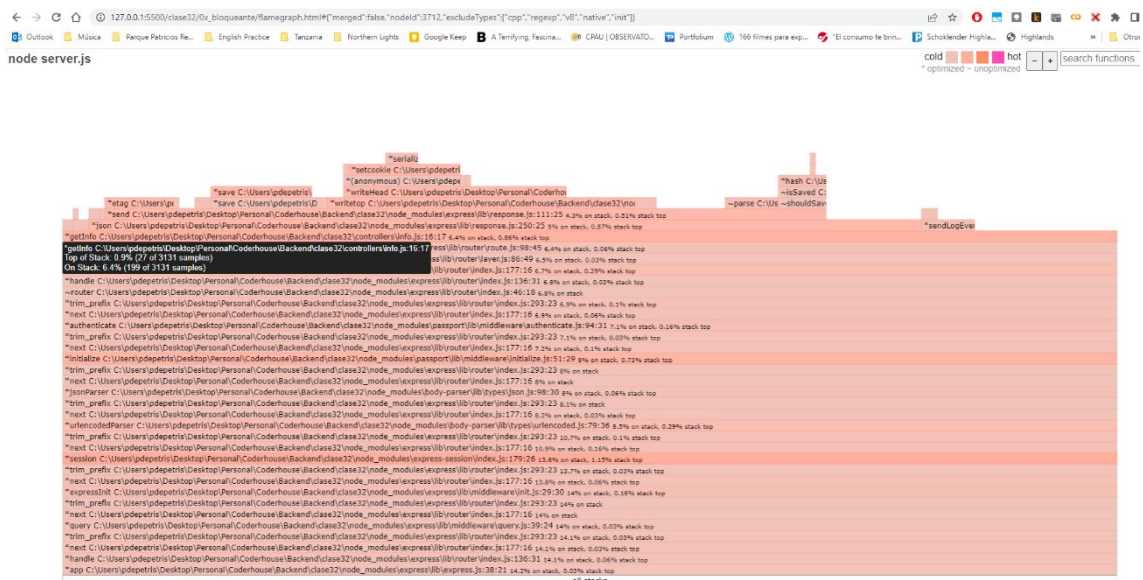 127.0.0.1:5500/clase32/0x_bloqueante/flamegraph.html#{"merged":false,"nodeId":3712,"excludeTypes":["cpp","regexp","v8","native","init"]}
Outlook Música Parque Patricios Re... English Practice Tanzania Northern Lights Google Keep A Terrifying, Fascina... CPAU | OBSERVATO... Portfolium 166 filmes para exp... "El consumo te brin... Schoklender Highla... Highlands » Otros
node server.js
cold hot - + search functions
* optimized ~ unoptimized
*serializ
*setcookie C:\Users\pdepetri
*(anonymous) C:\Users\pdepe *hash C:\Us
*save C:\Users\pdepetris\ *writeHead C:\Users\pdepetris\Desktop\Personal\Coderhou ~isSaved C:
*etag C:\Users\pe *save C:\Users\pdepetris\D *writetop C:\Users\pdepetris\Desktop\Personal\Coderhouse\Backend\clase32\no ~parse C:\Us ~shouldSav
*send C:\Users\pdepetris\Desktop\Personal\Coderhouse\Backend\clase32\node_modules\express\lib\response.js:111:25 4.3% on stack, 0.51% stack top
*json C:\Users\pdepetris\Desktop\Personal\Coderhouse\Backend\clase32\node_modules\express\lib\response.js:250:25 5% on stack, 0.57% stack top *sendLogEve
*getInfo C:\Users\pdepetris\Desktop\Personal\Coderhouse\Backend\clase32\controllers\info.js:16:17 6.4% on stack, 0.86% stack top
*getInfo C:\Users\pdepetris\Desktop\Personal\Coderhouse\Backend\clase32\controllers\info.js:16:17
Top of Stack: 0.9% (27 of 3131 samples)
On Stack: 6.4% (199 of 3131 samples)
ress\lib\router\route.js:98:45 6.4% on stack, 0.06% stack top
ss\lib\router\layer.js:86:49 6.5% on stack, 0.03% stack top
ss\lib\router\index.js:177:16 6.7% on stack, 0.29% stack top
*handle C:\Users\pdepetris\Desktop\Personal\Coderhouse\Backend\clase32\node_modules\express\lib\router\index.js:136:31 6.8% on stack, 0.03% stack top
~router C:\Users\pdepetris\Desktop\Personal\Coderhouse\Backend\clase32\node_modules\express\lib\router\index.js:46:18 6.8% on stack
*trim_prefix C:\Users\pdepetris\Desktop\Personal\Coderhouse\Backend\clase32\node_modules\express\lib\router\index.js:293:23 6.9% on stack, 0.1% stack top
*next C:\Users\pdepetris\Desktop\Personal\Coderhouse\Backend\clase32\node_modules\express\lib\router\index.js:177:16 6.9% on stack, 0.06% stack top
*authenticate C:\Users\pdepetris\Desktop\Personal\Coderhouse\Backend\clase32\node_modules\passport\lib\middleware\authenticate.js:94:31 7.1% on stack, 0.16% stack top
*trim_prefix C:\Users\pdepetris\Desktop\Personal\Coderhouse\Backend\clase32\node_modules\express\lib\router\index.js:293:23 7.1% on stack, 0.03% stack top
*next C:\Users\pdepetris\Desktop\Personal\Coderhouse\Backend\clase32\node_modules\express\lib\router\index.js:177:16 7.2% on stack, 0.1% stack top
*initialize C:\Users\pdepetris\Desktop\Personal\Coderhouse\Backend\clase32\node_modules\passport\lib\middleware\initialize.js:51:29 8% on stack, 0.73% stack top
*trim_prefix C:\Users\pdepetris\Desktop\Personal\Coderhouse\Backend\clase32\node_modules\express\lib\router\index.js:293:23 8% on stack
*next C:\Users\pdepetris\Desktop\Personal\Coderhouse\Backend\clase32\node_modules\express\lib\router\index.js:177:16 8% on stack
*jsonParser C:\Users\pdepetris\Desktop\Personal\Coderhouse\Backend\clase32\node_modules\body-parser\lib\types\json.js:98:30 8% on stack, 0.06% stack top
*trim_prefix C:\Users\pdepetris\Desktop\Personal\Coderhouse\Backend\clase32\node_modules\express\lib\router\index.js:293:23 8.1% on stack
*next C:\Users\pdepetris\Desktop\Personal\Coderhouse\Backend\clase32\node_modules\express\lib\router\index.js:177:16 8.2% on stack, 0.03% stack top
*urlencodedParser C:\Users\pdepetris\Desktop\Personal\Coderhouse\Backend\clase32\node_modules\body-parser\lib\types\urlencoded.js:79:36 8.5% on stack, 0.29% stack top
*trim_prefix C:\Users\pdepetris\Desktop\Personal\Coderhouse\Backend\clase32\node_modules\express\lib\router\index.js:293:23 10.7% on stack, 0.1% stack top
*next C:\Users\pdepetris\Desktop\Personal\Coderhouse\Backend\clase32\node_modules\express\lib\router\index.js:177:16 10.9% on stack, 0.16% stack top
*session C:\Users\pdepetris\Desktop\Personal\Coderhouse\Backend\clase32\node_modules\express-session\index.js:179:26 13.6% on stack, 1.15% stack top
*trim_prefix C:\Users\pdepetris\Desktop\Personal\Coderhouse\Backend\clase32\node_modules\express\lib\router\index.js:293:23 13.7% on stack, 0.03% stack top
*next C:\Users\pdepetris\Desktop\Personal\Coderhouse\Backend\clase32\node_modules\express\lib\router\index.js:177:16 13.8% on stack, 0.06% stack top
*expressInit C:\Users\pdepetris\Desktop\Personal\Coderhouse\Backend\clase32\node_modules\express\lib\middleware\init.js:29:30 14% on stack, 0.16% stack top
*trim_prefix C:\Users\pdepetris\Desktop\Personal\Coderhouse\Backend\clase32\node_modules\express\lib\router\index.js:293:23 14% on stack
*next C:\Users\pdepetris\Desktop\Personal\Coderhouse\Backend\clase32\node_modules\express\lib\router\index.js:177:16 14% on stack
*query C:\Users\pdepetris\Desktop\Personal\Coderhouse\Backend\clase32\node_modules\express\lib\middleware\query.js:39:24 14% on stack, 0.03% stack top
*trim_prefix C:\Users\pdepetris\Desktop\Personal\Coderhouse\Backend\clase32\node_modules\express\lib\router\index.js:293:23 14.1% on stack, 0.03% stack top
*next C:\Users\pdepetris\Desktop\Personal\Coderhouse\Backend\clase32\node_modules\express\lib\router\index.js:177:16 14.1% on stack, 0.03% stack top
*handle C:\Users\pdepetris\Desktop\Personal\Coderhouse\Backend\clase32\node_modules\express\lib\router\index.js:136:31 14.1% on stack, 0.06% stack top
*app C:\Users\pdepetris\Desktop\Personal\Coderhouse\Backend\clase32\node_modules\express\lib\express.js:38:21 14.2% on stack, 0.03% stack top